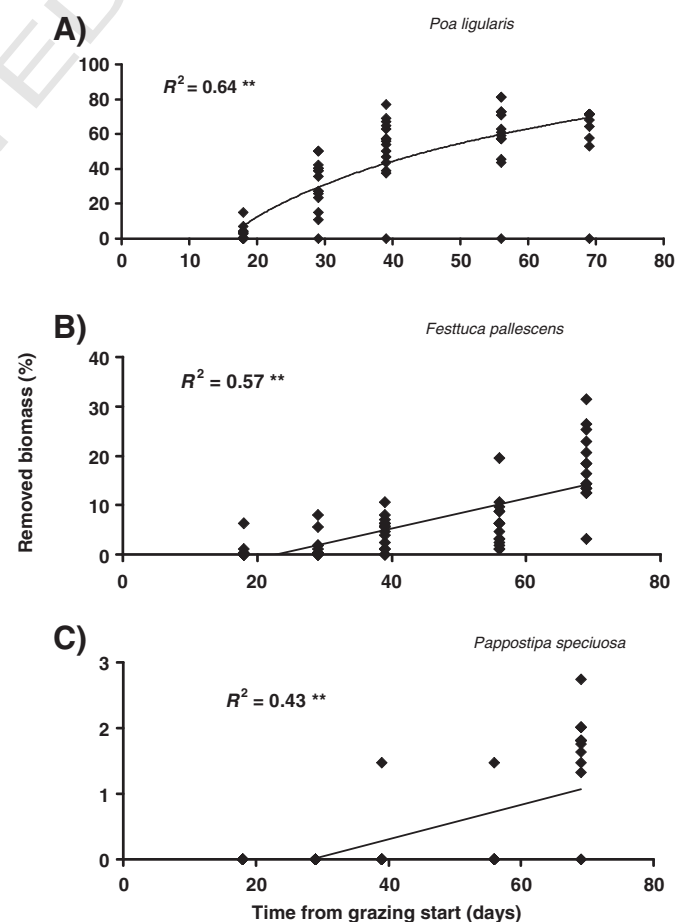 A)
Poa ligularis
R² = 0.64 **
100
80
60
40
20
0
0 10 20 30 40 50 60 70 80
B)
Festtuca pallescens
R² = 0.57 **
40
30
20
10
0
0 20 40 60 80
Removed biomass (%)
C)
Pappostipa speciuosa
R² = 0.43 **
3
2
1
0
0 20 40 60 80
Time from grazing start (days)